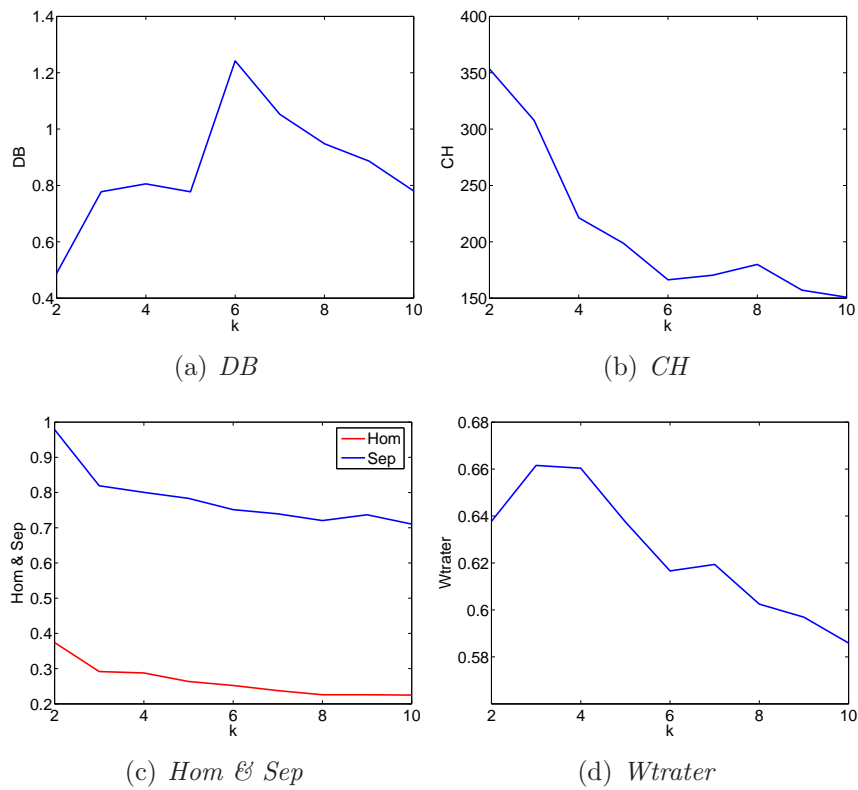 1.4
1.2
1
0.8
0.6
0.4
DB
2 4 6 8 10
k
(a) DB
400
350
300
250
200
150
CH
2 4 6 8 10
k
(b) CH
1
0.9
0.8
0.7
0.6
0.5
0.4
0.3
0.2
Hom & Sep
Hom
Sep
2 4 6 8 10
k
(c) Hom & Sep
0.68
0.66
0.64
0.62
0.6
0.58
Wtrater
2 4 6 8 10
k
(d) Wtrater